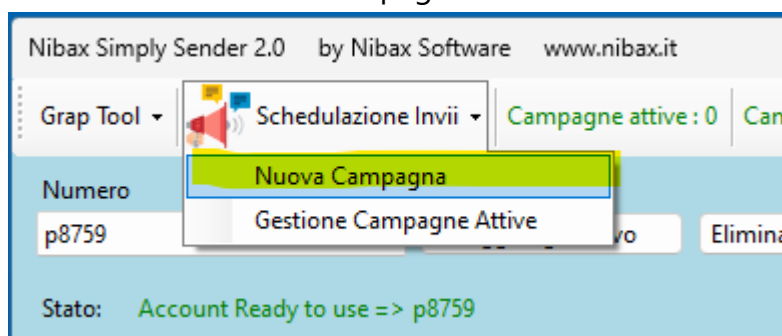 Nibax Simply Sender 2.0 by Nibax Software www.nibax.it
Grap Tool Schedulazione Invii Campagne attive : 0
Nuova Campagna
Numero
Gestione Campagne Attive
p8759
Stato: Account Ready to use => p8759